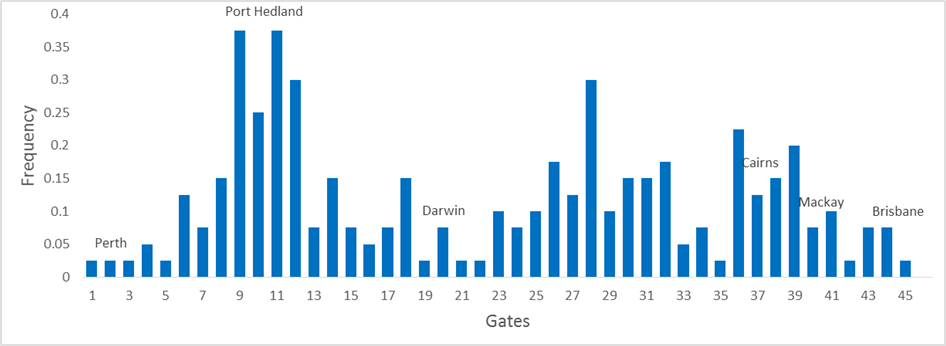 Port Hedland
0.4
0.35
0.3
0.25
0.2
0.15
0.1
0.05
0
Frequency
Perth
Darwin
Cairns
Mackay
Brisbane
1 3 5 7 9 11 13 15 17 19 21 23 25 27 29 31 33 35 37 39 41 43 45
Gates